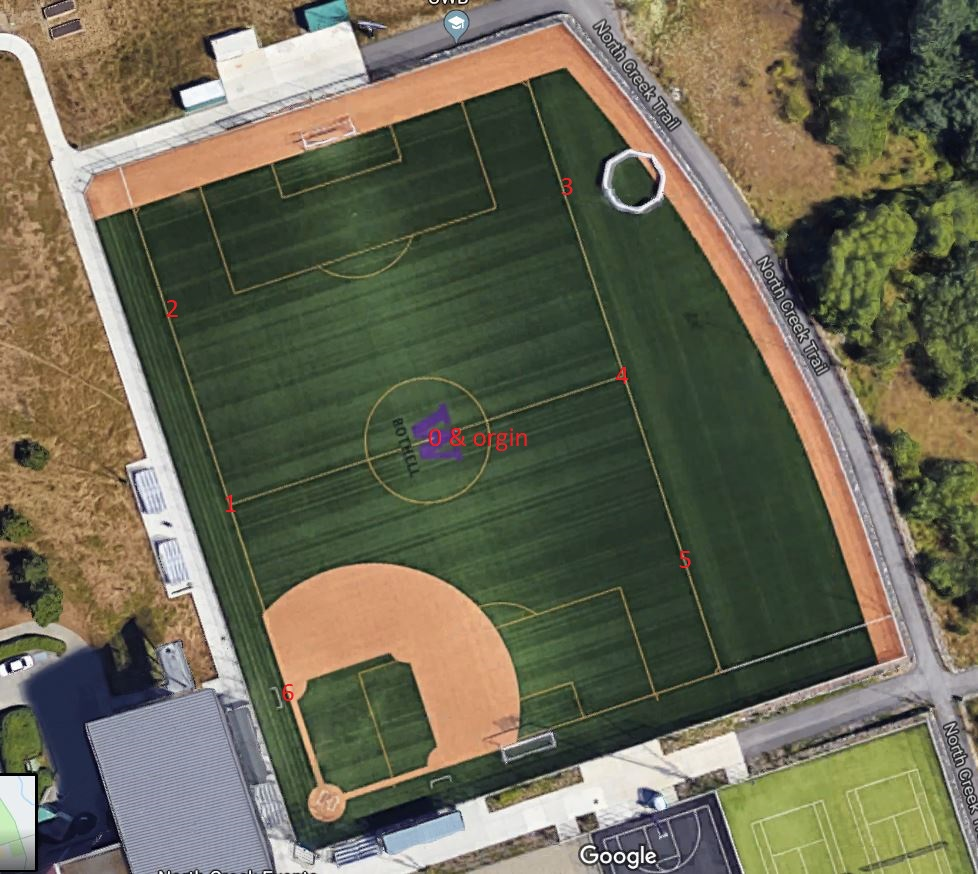 UWB
North Creek Trail
3
2
North Creek Trail
4
BOTHELL
W
0 & orgin
1
5
6
North Creek Trail
Google
North Creek Events